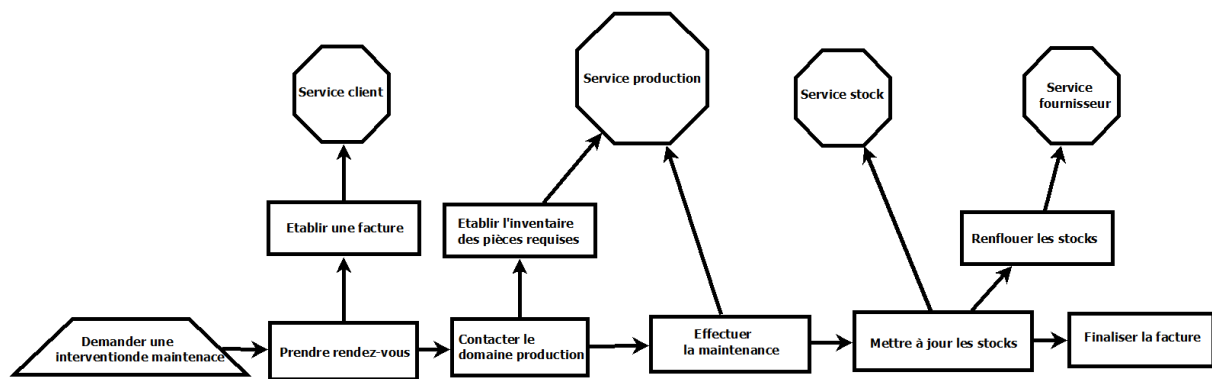 Service client
Service production
Service stock
Service
fournisseur
Etablir une facture
Etablir l'inventaire
des pièces requises
Renflouer les stocks
Demander une
interventionde maintenace
Prendre rendez-vous
Contacter le
domaine production
Effectuer
la maintenance
Mettre à jour les stocks
Finaliser la facture